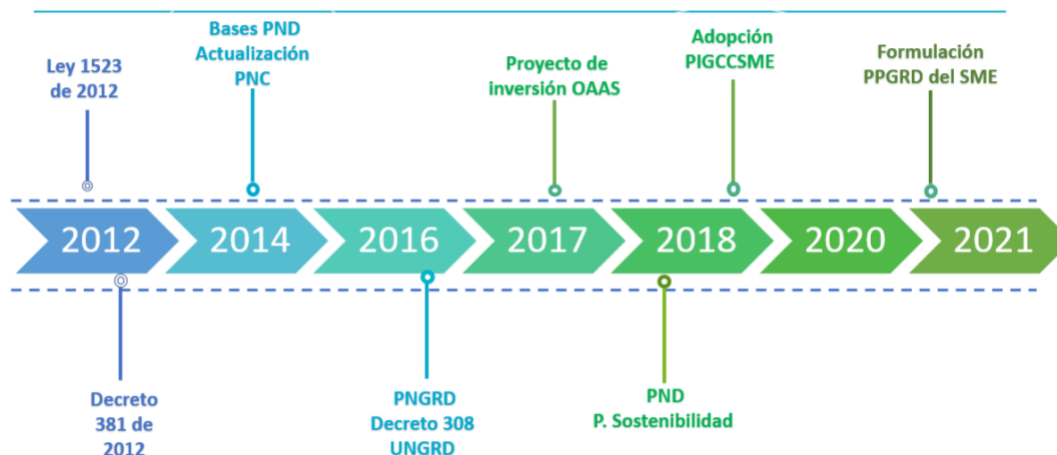 Ley 1523
de 2012
Bases PND
Actualización
PNC
Proyecto de
inversión OAAS
Adopción
PIGCCSME
Formulación
PPGRD del SME
2012
2014
2016
2017
2018
2020
2021
Decreto
381 de
2012
PNGRD
Decreto 308
UNGRD
PND
P. Sostenibilidad